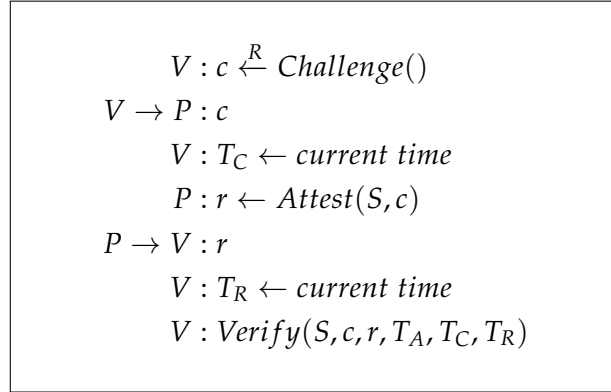 V : c R← Challenge()
V → P : c
V : T_C ← current time
P : r ← Attest(S, c)
P → V : r
V : T_R ← current time
V : Verify(S, c, r, T_A, T_C, T_R)